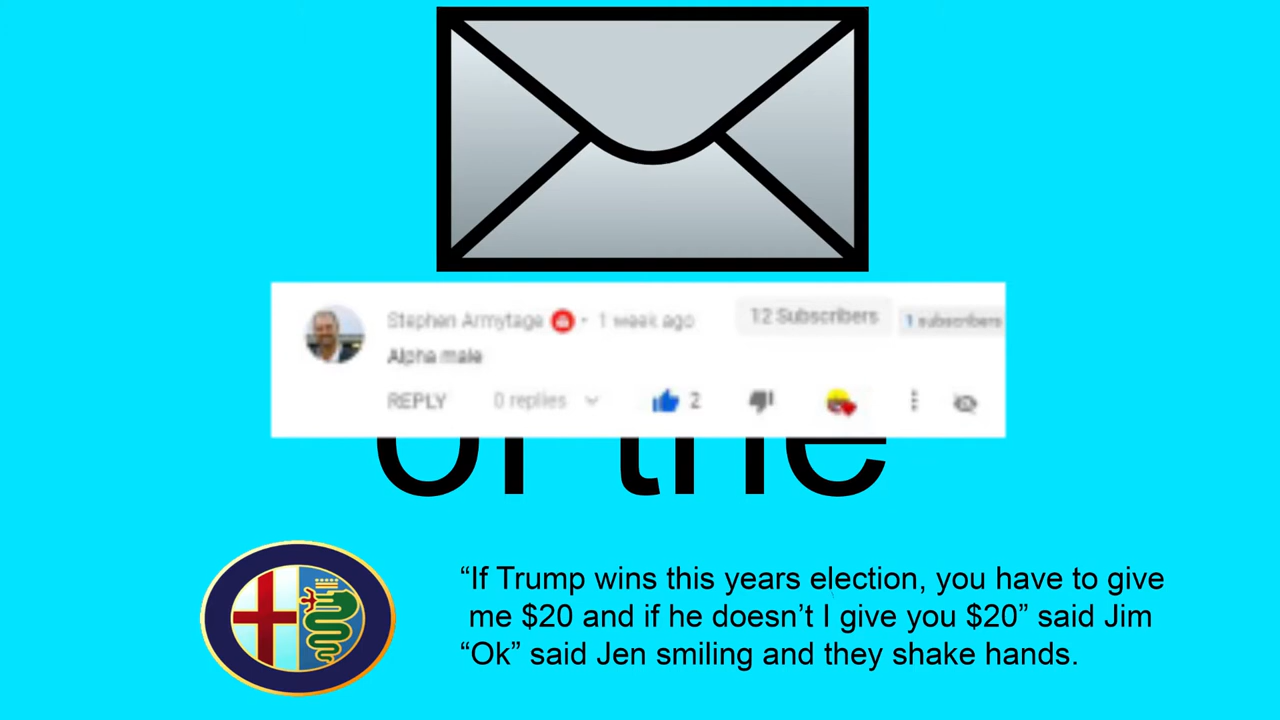 Stephen Armytage • 1 week ago 12 Subscribers 1 subscribers
Alpha male
REPLY 0 replies 2
of the
“If Trump wins this years election, you have to give
me $20 and if he doesn’t I give you $20” said Jim
“Ok” said Jen smiling and they shake hands.